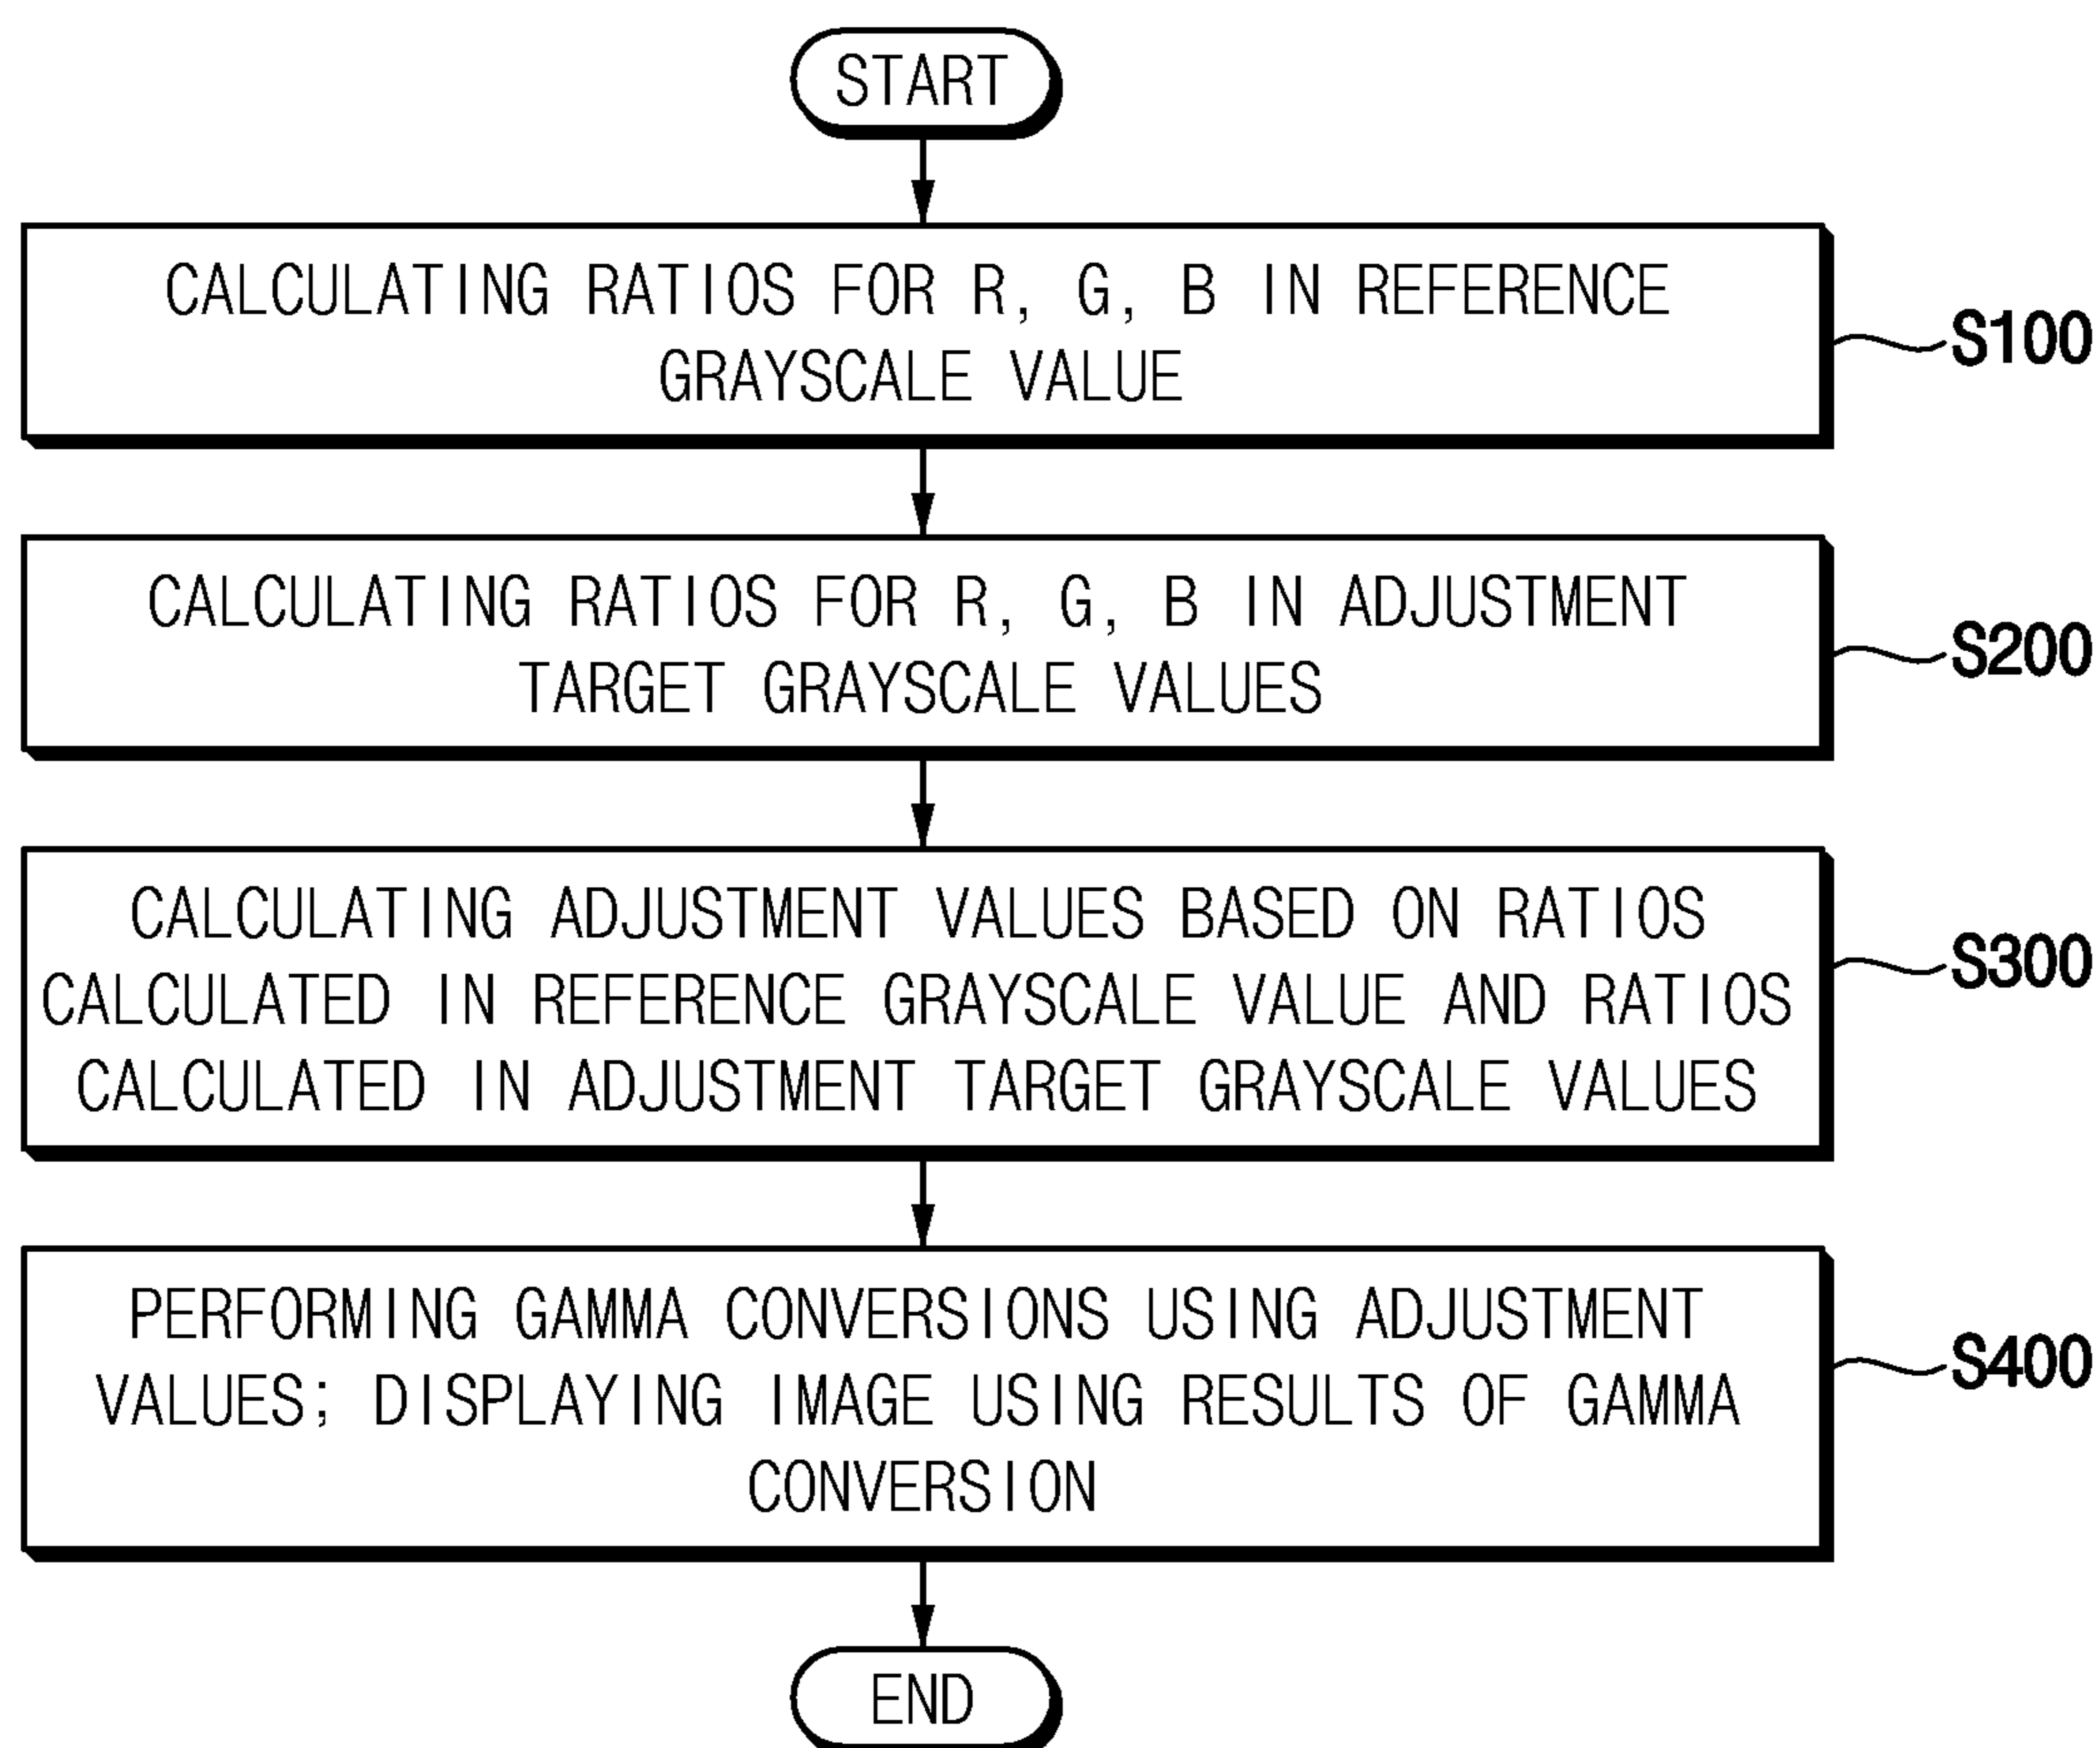 START
CALCULATING RATIOS FOR R, G, B IN REFERENCE
GRAYSCALE VALUE
S100
CALCULATING RATIOS FOR R, G, B IN ADJUSTMENT
TARGET GRAYSCALE VALUES
S200
CALCULATING ADJUSTMENT VALUES BASED ON RATIOS
CALCULATED IN REFERENCE GRAYSCALE VALUE AND RATIOS
CALCULATED IN ADJUSTMENT TARGET GRAYSCALE VALUES
S300
PERFORMING GAMMA CONVERSIONS USING ADJUSTMENT
VALUES; DISPLAYING IMAGE USING RESULTS OF GAMMA
CONVERSION
S400
END